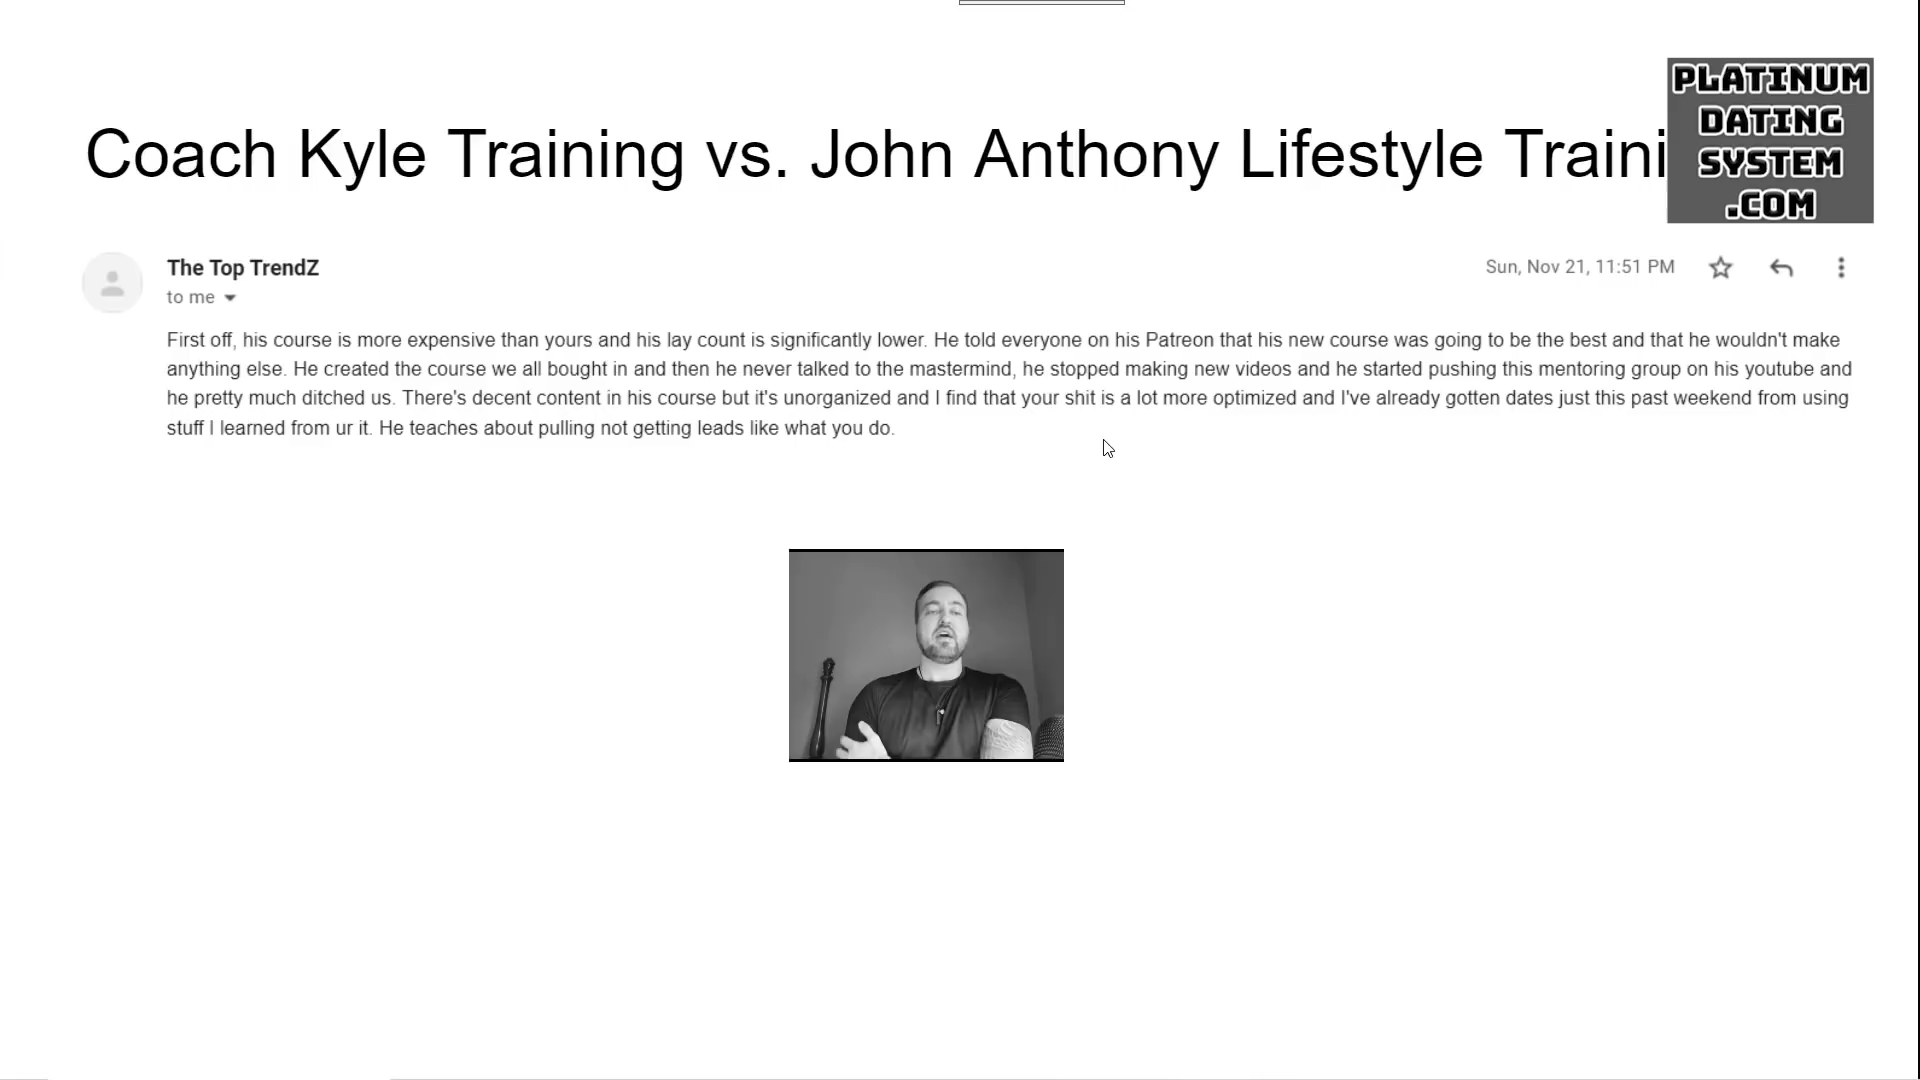 Coach Kyle Training vs. John Anthony Lifestyle Traini
PLATINUM
DATING
SYSTEM
.COM
The Top TrendZ
Sun, Nov 21, 11:51 PM
to me
First off, his course is more expensive than yours and his lay count is significantly lower. He told everyone on his Patreon that his new course was going to be the best and that he wouldn't make
anything else. He created the course we all bought in and then he never talked to the mastermind, he stopped making new videos and he started pushing this mentoring group on his youtube and
he pretty much ditched us. There's decent content in his course but it's unorganized and I find that your shit is a lot more optimized and I've already gotten dates just this past weekend from using
stuff I learned from ur it. He teaches about pulling not getting leads like what you do.